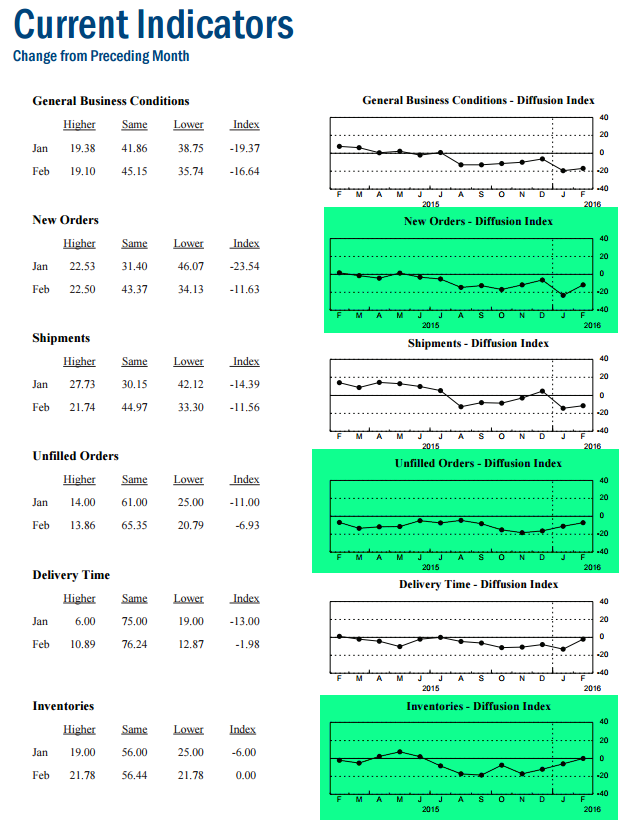 Current Indicators
Change from Preceding Month
General Business Conditions
Higher Same Lower Index
Jan 19.38 41.86 38.75 -19.37
Feb 19.10 45.15 35.74 -16.64
General Business Conditions - Diffusion Index
40
20
0
-20
-40
F M A M J J A S O N D J F
2015 2016
New Orders
Higher Same Lower Index
Jan 22.53 31.40 46.07 -23.54
Feb 22.50 43.37 34.13 -11.63
New Orders - Diffusion Index
40
20
0
-20
-40
F M A M J J A S O N D J F
2015 2016
Shipments
Higher Same Lower Index
Jan 27.73 30.15 42.12 -14.39
Feb 21.74 44.97 33.30 -11.56
Shipments - Diffusion Index
40
20
0
-20
-40
F M A M J J A S O N D J F
2015 2016
Unfilled Orders
Higher Same Lower Index
Jan 14.00 61.00 25.00 -11.00
Feb 13.86 65.35 20.79 -6.93
Unfilled Orders - Diffusion Index
40
20
0
-20
-40
F M A M J J A S O N D J F
2015 2016
Delivery Time
Higher Same Lower Index
Jan 6.00 75.00 19.00 -13.00
Feb 10.89 76.24 12.87 -1.98
Delivery Time - Diffusion Index
40
20
0
-20
-40
F M A M J J A S O N D J F
2015 2016
Inventories
Higher Same Lower Index
Jan 19.00 56.00 25.00 -6.00
Feb 21.78 56.44 21.78 0.00
Inventories - Diffusion Index
40
20
0
-20
-40
F M A M J J A S O N D J F
2015 2016